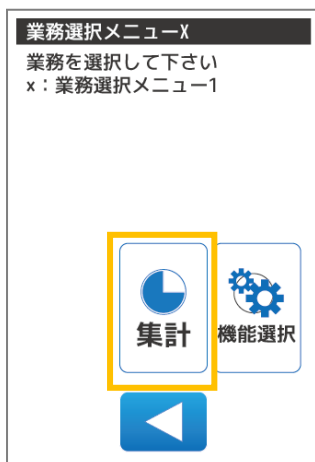 業務選択メニューX
業務を選択して下さい
x：業務選択メニュー1
集計
機能選択